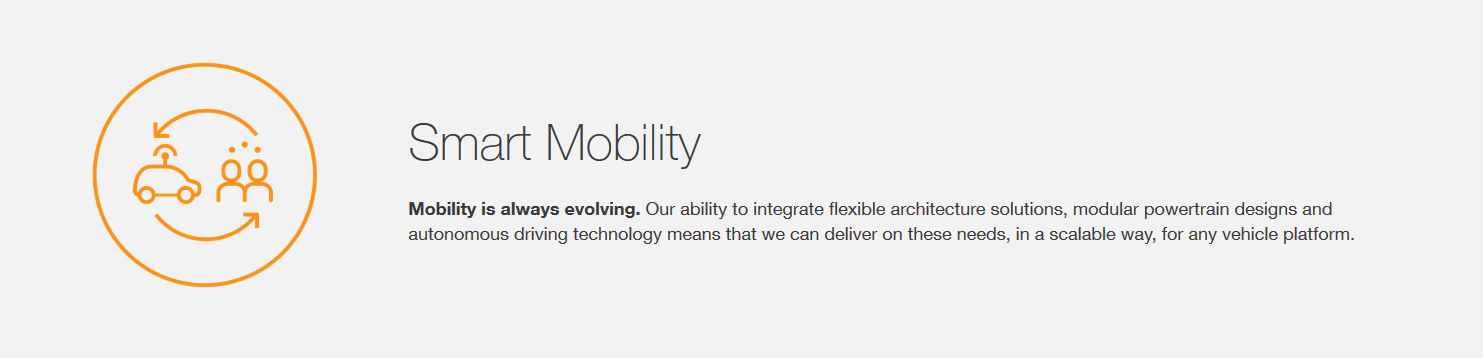 Smart Mobility
Mobility is always evolving. Our ability to integrate flexible architecture solutions, modular powertrain designs and
autonomous driving technology means that we can deliver on these needs, in a scalable way, for any vehicle platform.